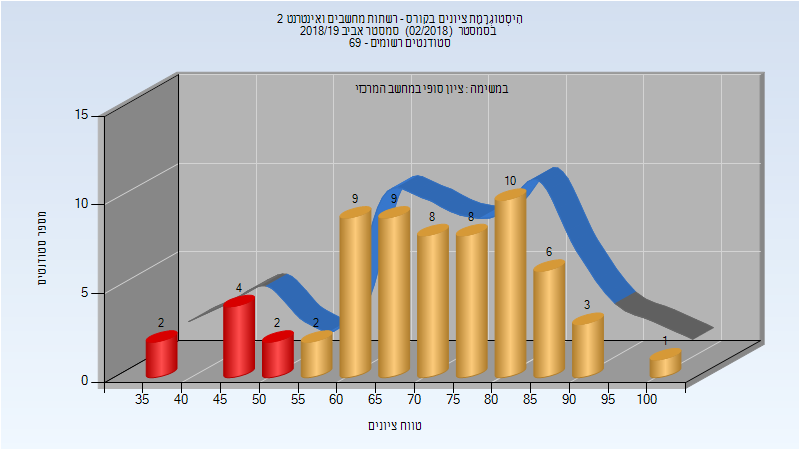 היסטוגרמת ציונים בקורס - רשתות מחשבים ואינטרנט 2
בסמסטר (02/2018) סמסטר אביב 2018/19
סטודנטים רשומים - 69
במשימה : ציון סופי במחשב המרכזי
15
10
5
0
מספר סטודנטים
2
4
2
2
9
9
8
8
10
6
3
1
35 40 45 50 55 60 65 70 75 80 85 90 95 100
טווח ציונים